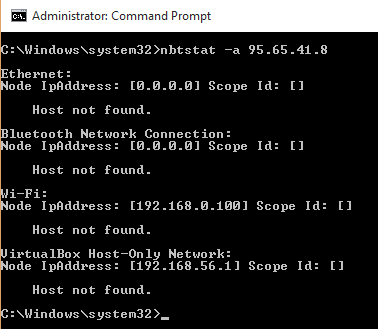 Administrator: Command Prompt
C:\Windows\system32>nbtstat -a 95.65.41.8
Ethernet:
Node IpAddress: [0.0.0.0] Scope Id: []
Host not found.
Bluetooth Network Connection:
Node IpAddress: [0.0.0.0] Scope Id: []
Host not found.
Wi-Fi:
Node IpAddress: [192.168.0.100] Scope Id: []
Host not found.
VirtualBox Host-Only Network:
Node IpAddress: [192.168.56.1] Scope Id: []
Host not found.
C:\Windows\system32>_